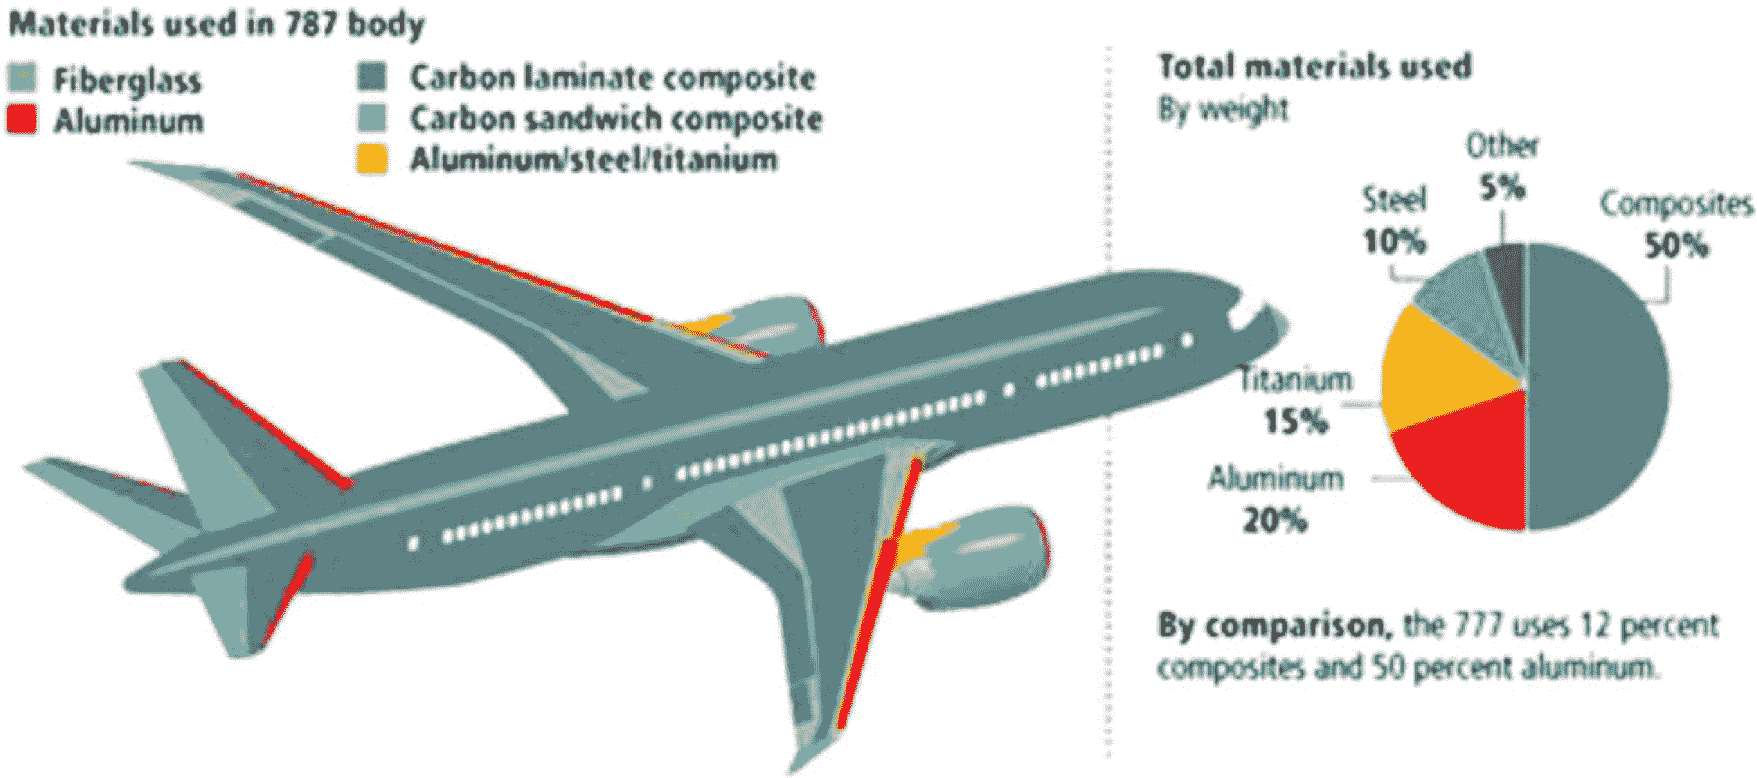 Materials used in 787 body
Fiberglass
Aluminum
Carbon laminate composite
Carbon sandwich composite
Aluminum/steel/titanium
Total materials used
By weight
Other
5%
Steel
10%
Composites
50%
Titanium
15%
Aluminum
20%
By comparison, the 777 uses 12 percent
composites and 50 percent aluminum.